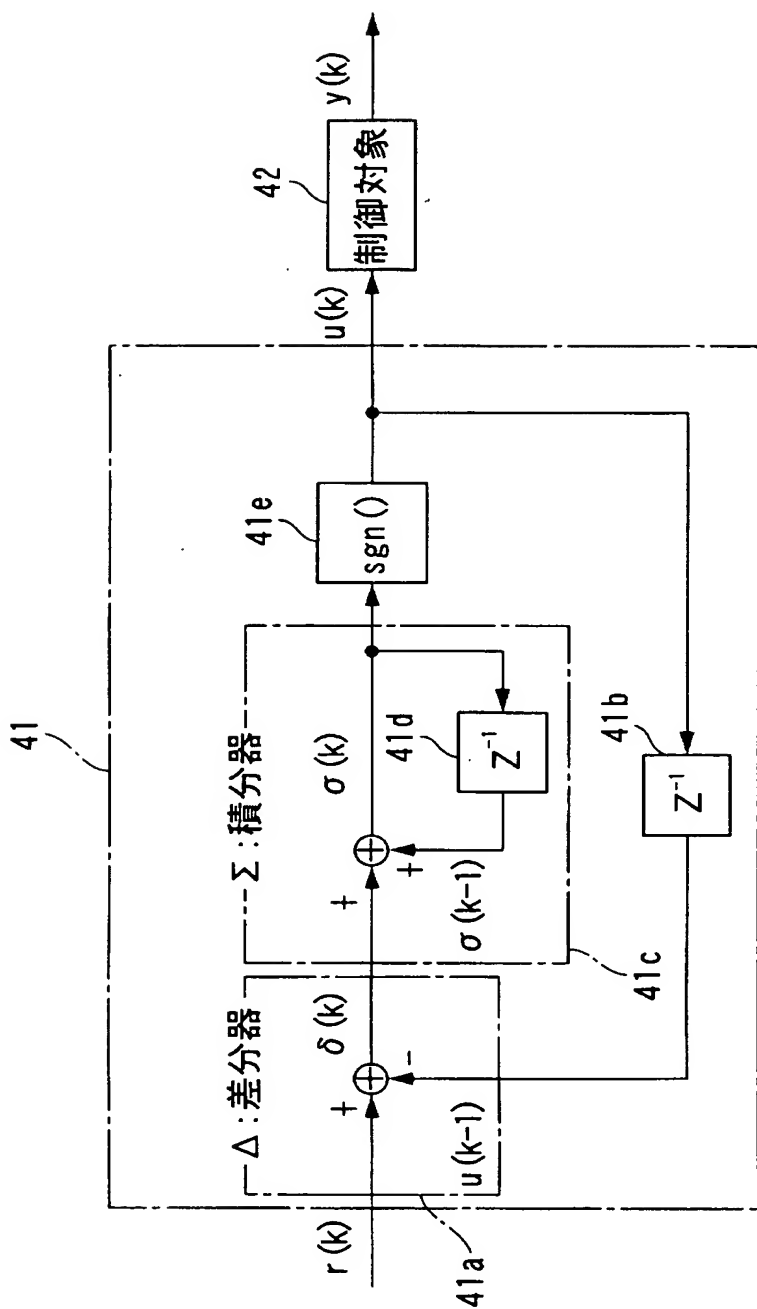 41
Δ:差分器
Σ:積分器
r(k)
+
-
δ(k)
u(k-1)
41a
+
+
σ(k)
σ(k-1)
Z⁻¹
41d
41c
sgn()
41e
u(k)
制御対象
42
y(k)
Z⁻¹
41b